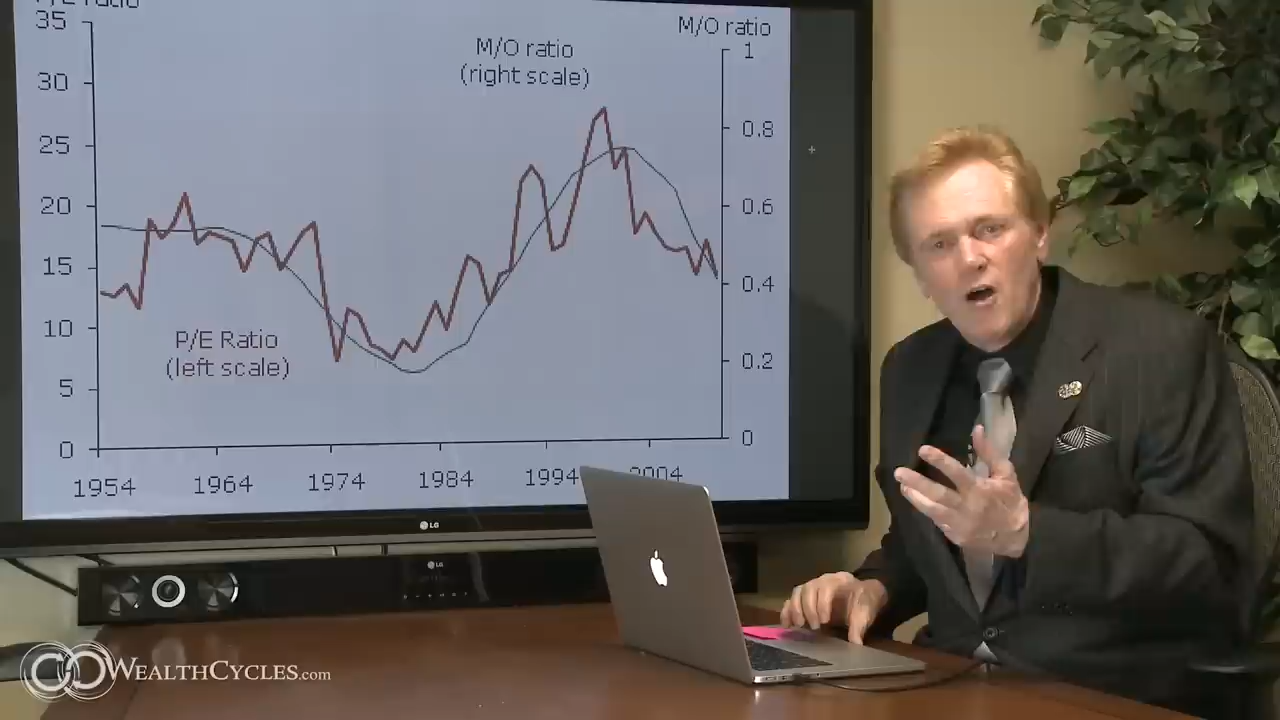 P/E ratio
M/O ratio
35
30
25
20
15
10
5
0
M/O ratio
(right scale)
P/E Ratio
(left scale)
1
0.8
0.6
0.4
0.2
0
1954 1964 1974 1984 1994 2004
LG
LG
WEALTHCYCLES.com